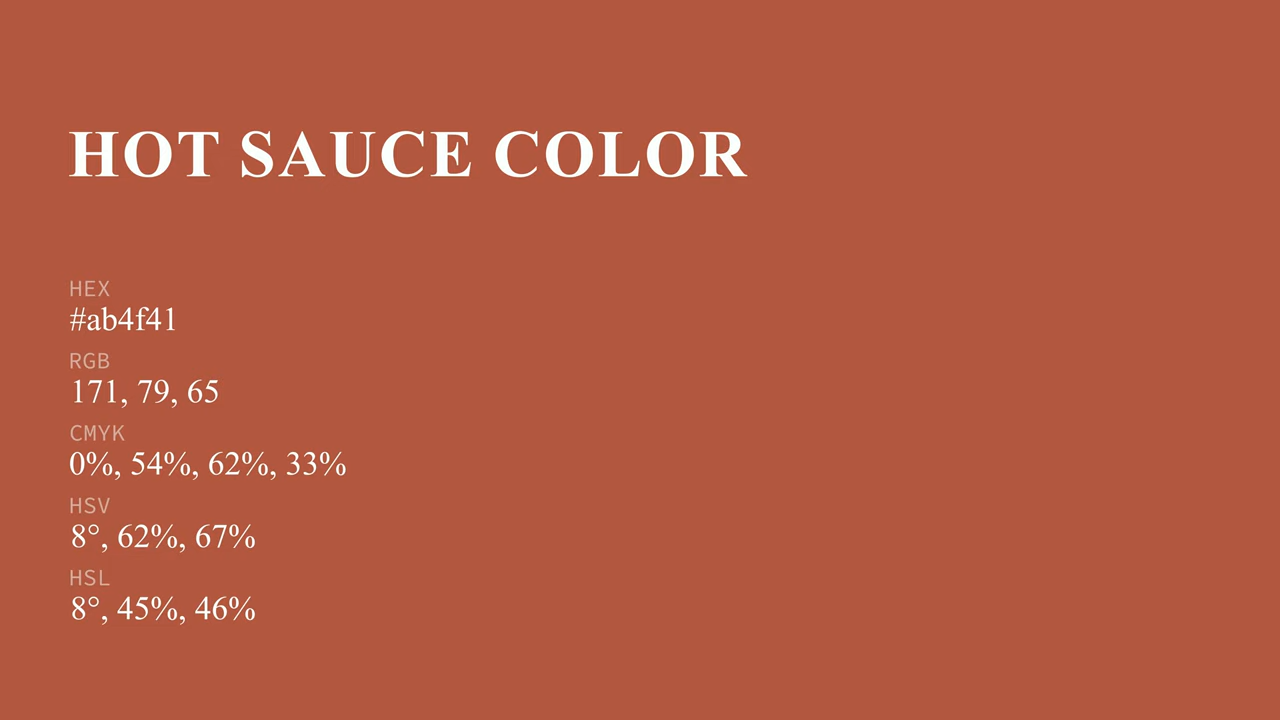 HOT SAUCE COLOR
HEX
#ab4f41
RGB
171, 79, 65
CMYK
0%, 54%, 62%, 33%
HSV
8°, 62%, 67%
HSL
8°, 45%, 46%